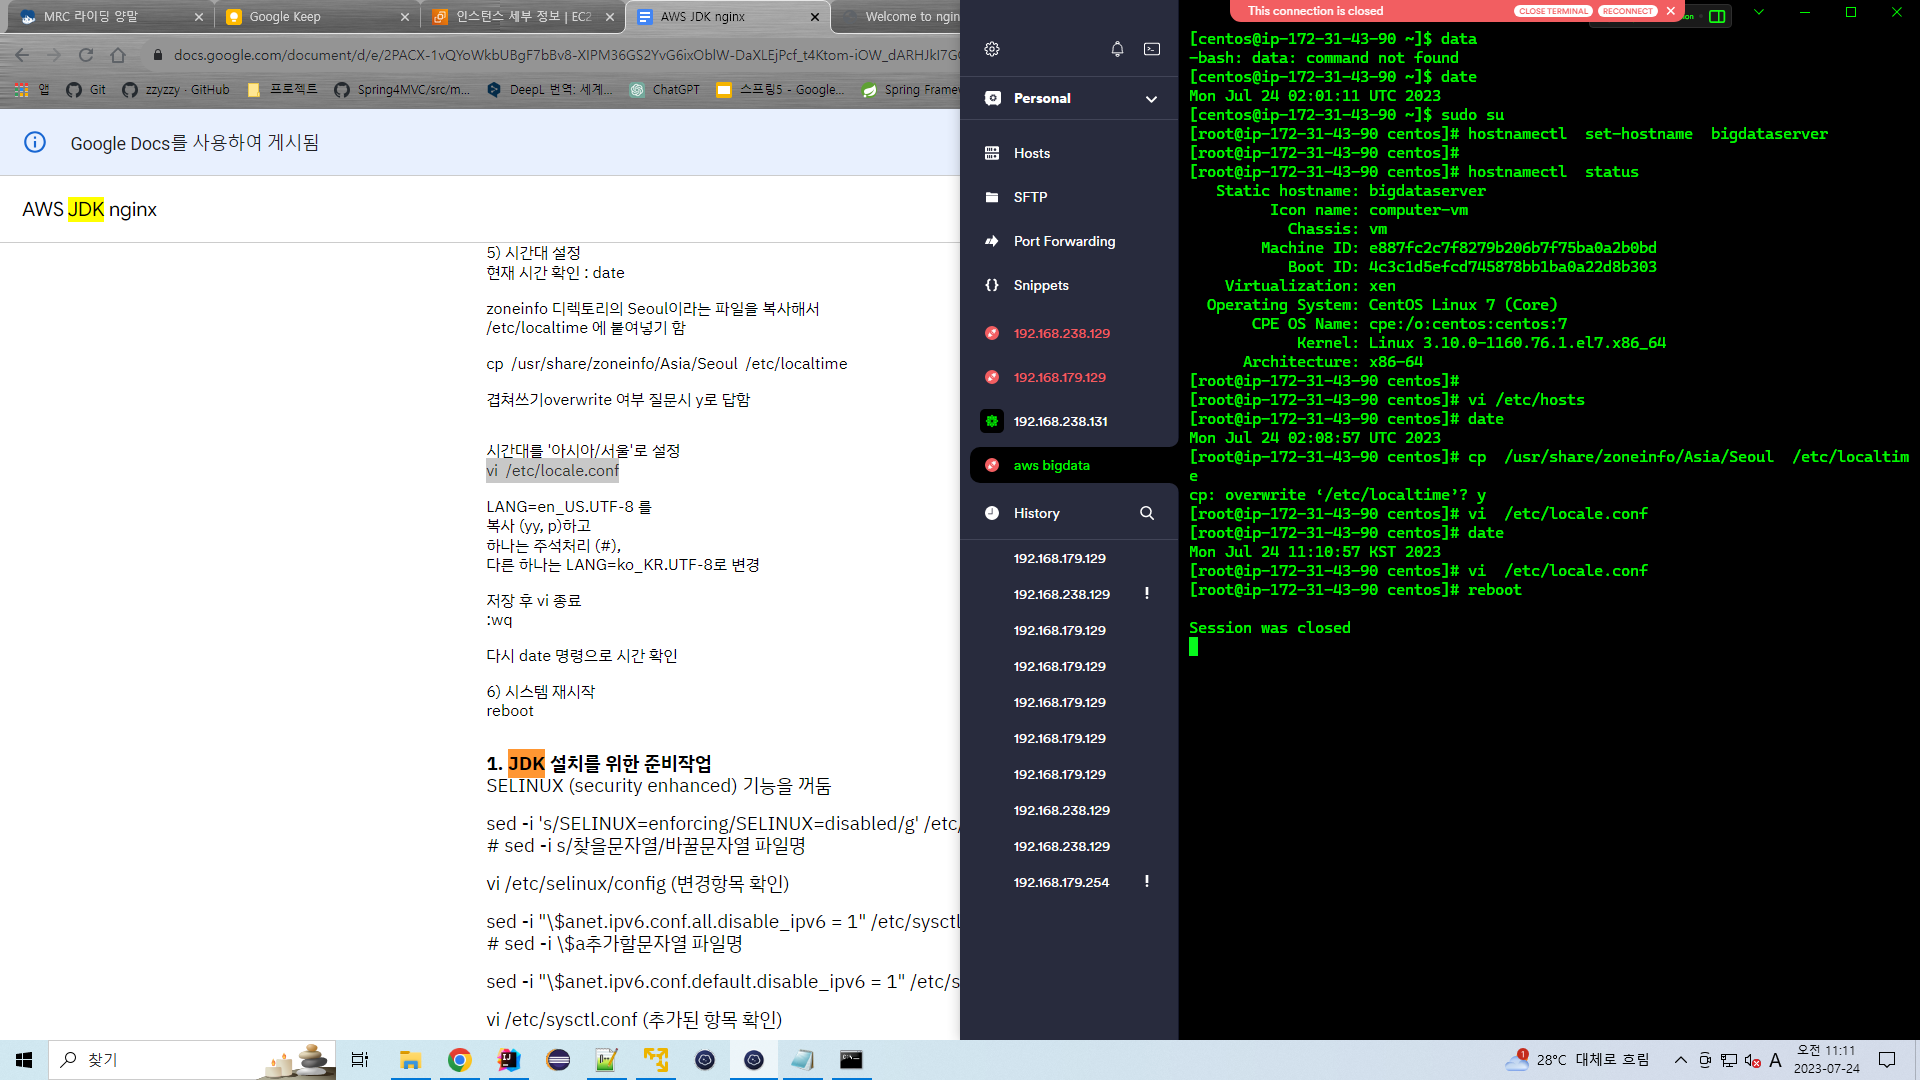 MRC 라이딩 양말
Google Keep
인스턴스 세부 정보 | EC2
AWS JDK nginx
Welcome to ngin
docs.google.com/document/d/e/
앱
Git
zzyzzy · GitHub
프로젝트
Spring4MVC/src/m...
DeepL 번역: 세계...
ChatGPT
스프링5 - Google...
Spring Framew
Google Docs를 사용하여 게시됨
AWS JDK nginx
5) 시간대 설정
현재 시간 확인 : date
zoneinfo 디렉토리의 Seoul이라는 파일을 복사해서
/etc/localtime 에 붙여넣기 함
cp /usr/share/zoneinfo/Asia/Seoul /etc/localtime
겹쳐쓰기overwrite 여부 질문시 y로 답함
시간대를 '아시아/서울'로 설정
vi /etc/locale.conf
LANG=en_US.UTF-8 를
복사 (yy, p)하고
하나는 주석처리 (#),
다른 하나는 LANG=ko_KR.UTF-8로 변경
저장 후 vi 종료
:wq
다시 date 명령으로 시간 확인
6) 시스템 재시작
reboot
1. JDK 설치를 위한 준비작업
SELINUX (security enhanced) 기능을 꺼둠
sed -i 's/SELINUX=enforcing/SELINUX=disabled/g' /etc/
# sed -i s/찾을문자열/바꿀문자열 파일명
vi /etc/selinux/config (변경항목 확인)
sed -i "\$anet.ipv6.conf.all.disable_ipv6 = 1" /etc/sysctl
# sed -i \$a추가할문자열 파일명
sed -i "\$anet.ipv6.conf.default.disable_ipv6 = 1" /etc/s
vi /etc/sysctl.conf (추가된 항목 확인)
Personal
Hosts
SFTP
Port Forwarding
Snippets
192.168.238.129
192.168.179.129
192.168.238.131
aws bigdata
History
192.168.179.129
192.168.238.129 !
192.168.179.129
192.168.179.129
192.168.179.129
192.168.179.129
192.168.179.129
192.168.238.129
192.168.238.129
192.168.179.254 !
This connection is closed
CLOSE TERMINAL
RECONNECT
[centos@ip-172-31-43-90 ~]$ data
-bash: data: command not found
[centos@ip-172-31-43-90 ~]$ date
Mon Jul 24 02:01:11 UTC 2023
[centos@ip-172-31-43-90 ~]$ sudo su
[root@ip-172-31-43-90 centos]# hostnamectl  set-hostname  bigdataserver
[root@ip-172-31-43-90 centos]#
[root@ip-172-31-43-90 centos]# hostnamectl  status
Static hostname: bigdataserver
Icon name: computer-vm
Chassis: vm
Machine ID: e887fc2c7f8279b206b7f75ba0a2b0bd
Boot ID: 4c3c1d5efcd745878bb1ba0a22d8b303
Virtualization: xen
Operating System: CentOS Linux 7 (Core)
CPE OS Name: cpe:/o:centos:centos:7
Kernel: Linux 3.10.0-1160.76.1.el7.x86_64
Architecture: x86-64
[root@ip-172-31-43-90 centos]#
[root@ip-172-31-43-90 centos]# vi /etc/hosts
[root@ip-172-31-43-90 centos]# date
Mon Jul 24 02:08:57 UTC 2023
[root@ip-172-31-43-90 centos]# cp  /usr/share/zoneinfo/Asia/Seoul  /etc/localtim
e
cp: overwrite ‘/etc/localtime’? y
[root@ip-172-31-43-90 centos]# vi  /etc/locale.conf
[root@ip-172-31-43-90 centos]# date
Mon Jul 24 11:10:57 KST 2023
[root@ip-172-31-43-90 centos]# vi  /etc/locale.conf
[root@ip-172-31-43-90 centos]# reboot
Session was closed
찾기
1
28°C 대체로 흐림
A
오전 11:11
2023-07-24